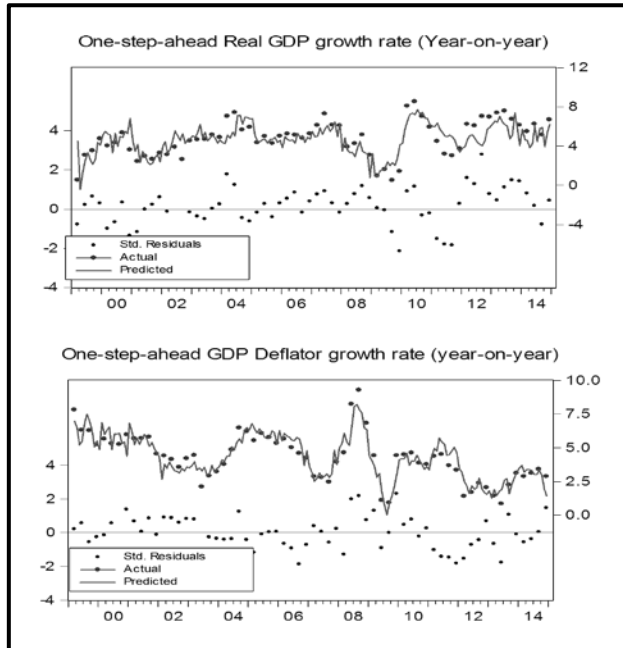 One-step-ahead Real GDP growth rate (Year-on-year)
12
8
4
4
0
0
-4
-2
-4
Std. Residuals
Actual
Predicted
00 02 04 06 08 10 12 14
One-step-ahead GDP Deflator growth rate (year-on-year)
10.0
7.5
5.0
4
2.5
2
0.0
0
-2
-4
Std. Residuals
Actual
Predicted
00 02 04 06 08 10 12 14